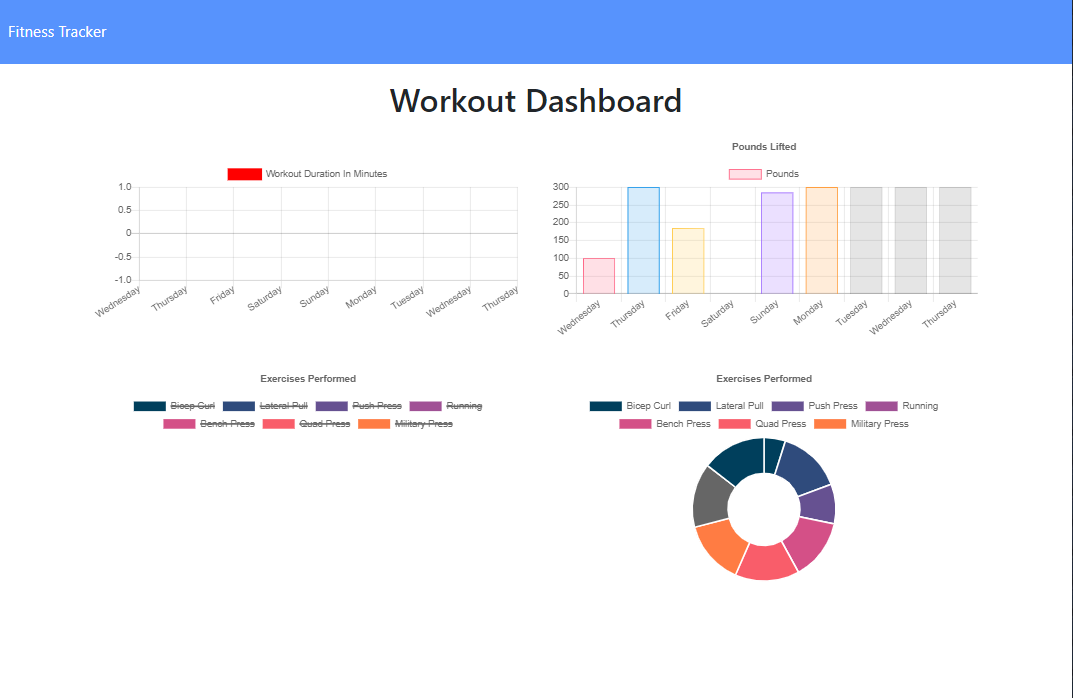 Fitness Tracker
Workout Dashboard
Workout Duration In Minutes
1.0
0.5
0
-0.5
-1.0
Wednesday Thursday Friday Saturday Sunday Monday Tuesday Wednesday Thursday
Pounds Lifted
Pounds
300
250
200
150
100
50
0
Wednesday Thursday Friday Saturday Sunday Monday Tuesday Wednesday Thursday
Exercises Performed
Bicep Curl Lateral Pull Push Press Running
Bench Press Quad Press Military Press
Exercises Performed
Bicep Curl Lateral Pull Push Press Running
Bench Press Quad Press Military Press